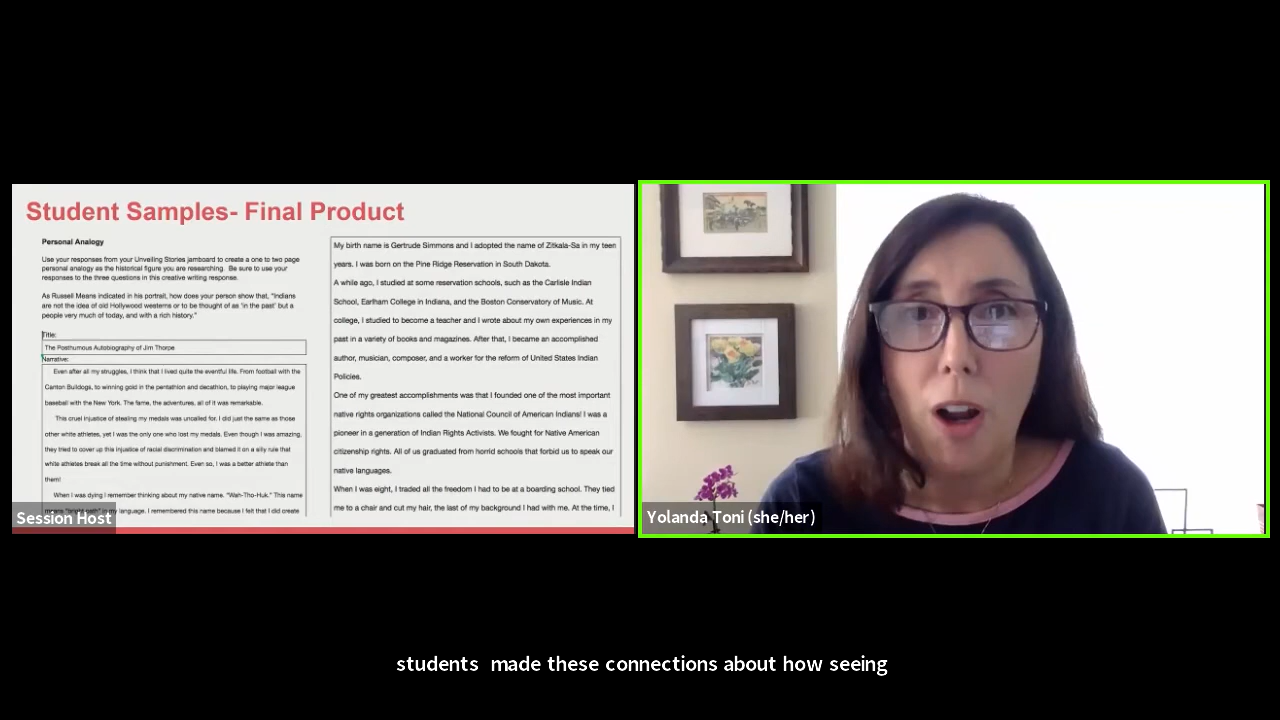 Student Samples- Final Product
Personal Analogy
Use your responses from your Unveiling Stories jamboard to create a one to two page
personal analogy as the historical figure you are researching. Be sure to use your
responses to the three questions in this creative writing response.
As Russell Means indicated in his portrait, how does your person show that, "Indians
are not the idea of old Hollywood westerns or to be thought of as 'in the past' but a
people very much of today, and with a rich history."
Title:
The Posthumous Autobiography of Jim Thorpe
Narrative:
Even after all my struggles, I think that I lived quite the eventful life. From football with the
Canton Bulldogs, to winning gold in the pentathlon and decathlon, to playing major league
baseball with the New York. The fame, the adventures, all of it was remarkable.
This cruel injustice of stealing my medals was uncalled for. I did just the same as those
other white athletes, yet I was the only one who lost my medals. Even though I was amazing,
they tried to cover up this injustice of racial discrimination and blamed it on a silly rule that
white athletes break all the time without punishment. Even so, I was a better athlete than
them!
When I was dying I remember thinking about my native name. "Wah-Tho-Huk." This name
means "bright path" in my language. I remembered this name because I felt that I did create
My birth name is Gertrude Simmons and I adopted the name of Zitkala-Sa in my teen
years. I was born on the Pine Ridge Reservation in South Dakota.
A while ago, I studied at some reservation schools, such as the Carlisle Indian
School, Earlham College in Indiana, and the Boston Conservatory of Music. At
college, I studied to become a teacher and I wrote about my own experiences in my
past in a variety of books and magazines. After that, I became an accomplished
author, musician, composer, and a worker for the reform of United States Indian
Policies.
One of my greatest accomplishments was that I founded one of the most important
native rights organizations called the National Council of American Indians! I was a
pioneer in a generation of Indian Rights Activists. We fought for Native American
citizenship rights. All of us graduated from horrid schools that forbid us to speak our
native languages.
When I was eight, I traded all the freedom I had to be at a boarding school. They tied
me to a chair and cut my hair, the last of my background I had with me. At the time, I
Session Host
Yolanda Toni (she/her)
students  made these connections about how seeing